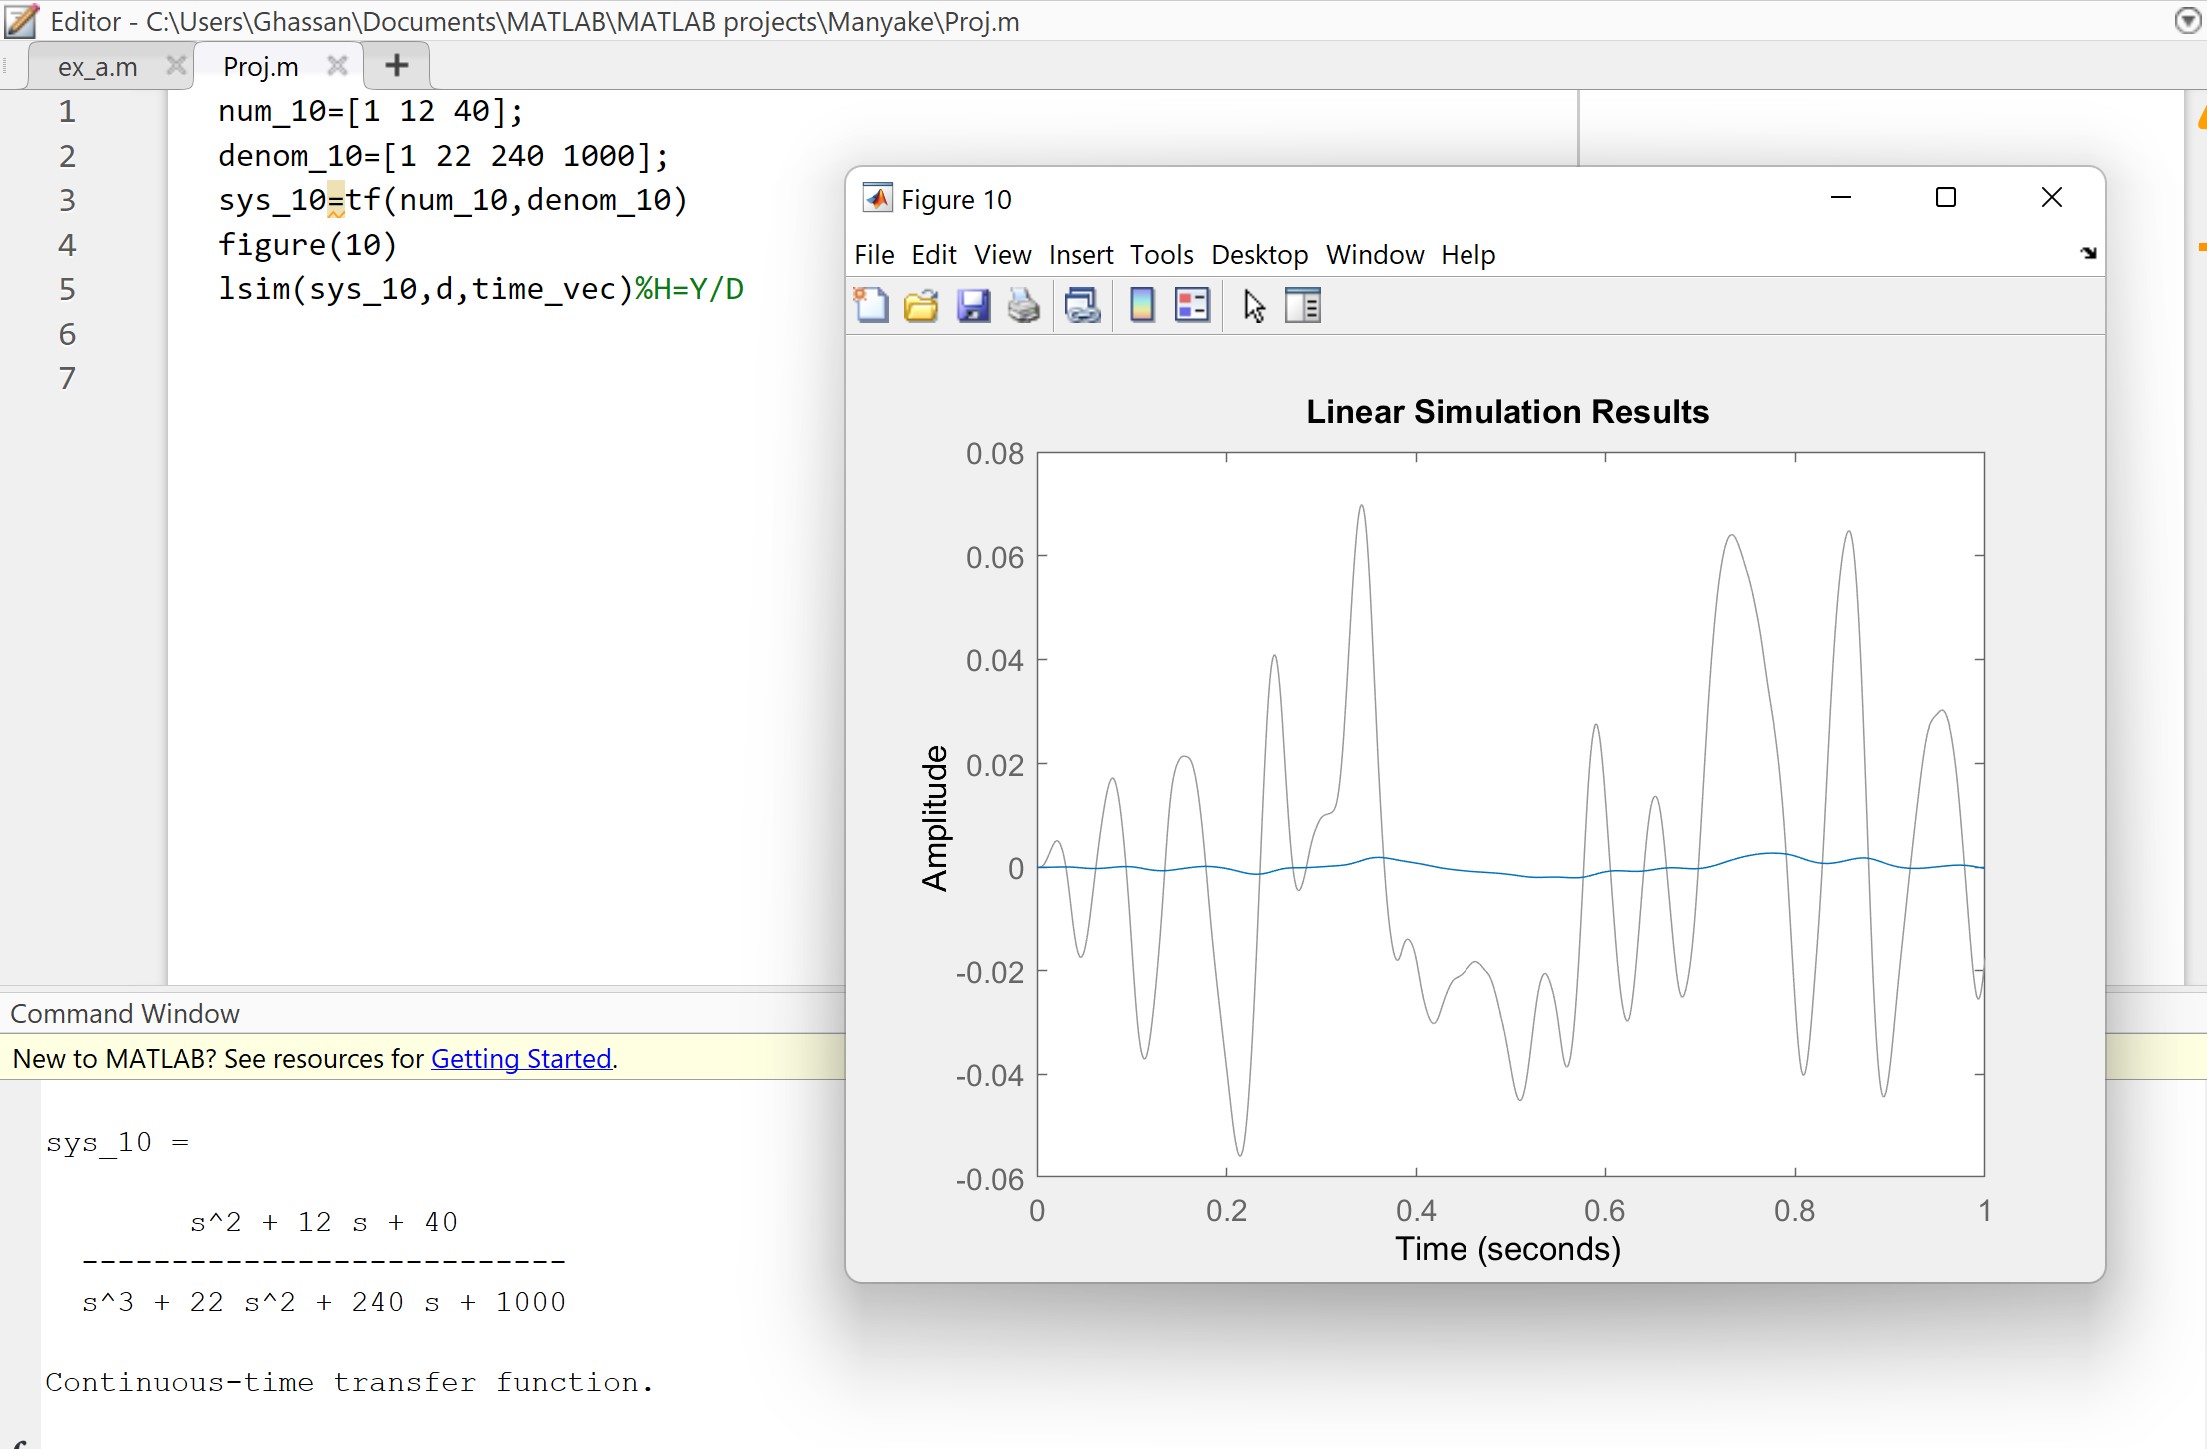 Editor - C:\Users\Ghassan\Documents\MATLAB\MATLAB projects\Manyake\Proj.m
ex_a.m
Proj.m
+
1 num_10=[1 12 40];
2 denom_10=[1 22 240 1000];
3 sys_10=tf(num_10,denom_10)
4 figure(10)
5 lsim(sys_10,d,time_vec)%H=Y/D
6
7
Figure 10
File Edit View Insert Tools Desktop Window Help
Linear Simulation Results
0.08
0.06
0.04
0.02
0
-0.02
-0.04
-0.06
Amplitude
0 0.2 0.4 0.6 0.8 1
Time (seconds)
Command Window
New to MATLAB? See resources for Getting Started.
sys_10 =
s^2 + 12 s + 40
---------------------------
s^3 + 22 s^2 + 240 s + 1000
Continuous-time transfer function.